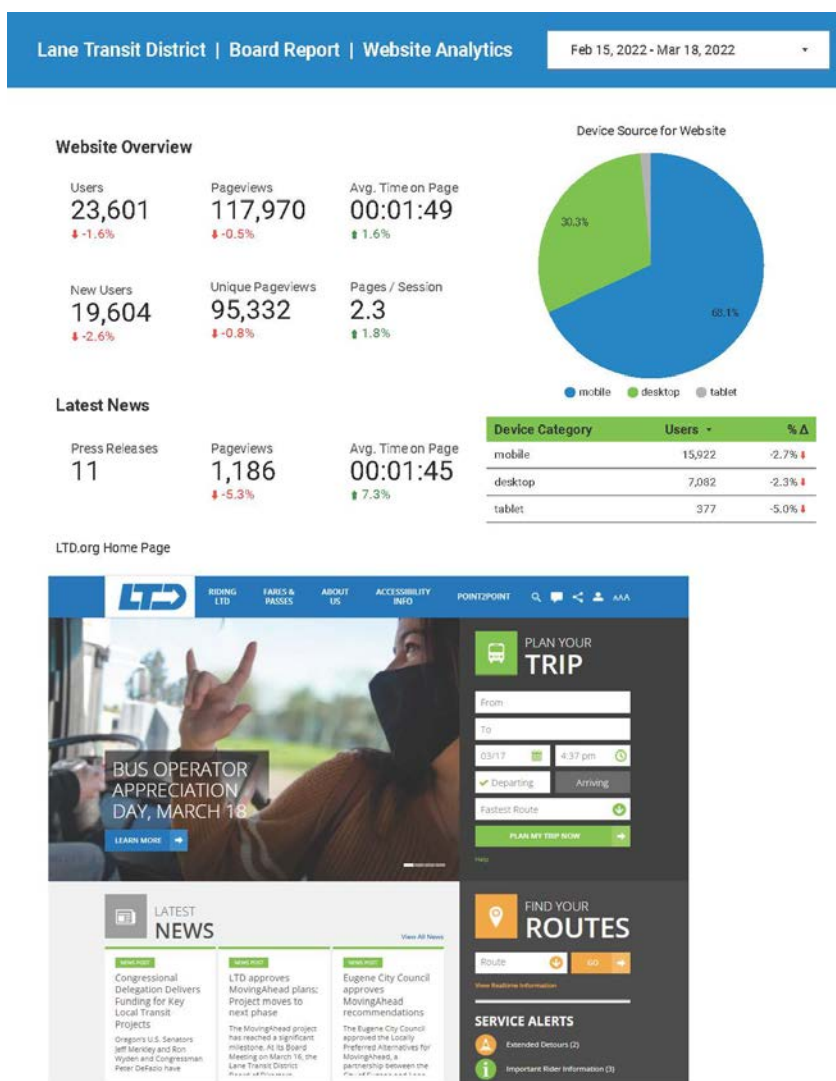 Lane Transit District | Board Report | Website Analytics
Feb 15, 2022 - Mar 18, 2022
Website Overview
Users
23,601
-1.6%
Pageviews
117,970
-0.5%
Avg. Time on Page
00:01:49
1.6%
New Users
19,604
-2.6%
Unique Pageviews
95,332
-0.8%
Pages / Session
2.3
1.8%
Device Source for Website
30.3%
68.1%
mobile desktop tablet
Latest News
Press Releases
11
Pageviews
1,186
-5.3%
Avg. Time on Page
00:01:45
7.3%
Device Category Users % Δ
mobile 15,922 -2.7%
desktop 7,082 -2.3%
tablet 377 -5.0%
LTD.org Home Page
LTD
RIDING LTD
FARES & PASSES
ABOUT US
ACCESSIBILITY INFO
POINT2POINT
AAA
BUS OPERATOR
APPRECIATION
DAY, MARCH 18
LEARN MORE
PLAN YOUR
TRIP
From
To
03/17 4:37 pm
Departing Arriving
Fastest Route
PLAN MY TRIP NOW
Help
LATEST
NEWS
View All News
NEWS POST
Congressional
Delegation Delivers
Funding for Key
Local Transit
Projects
Oregon's U.S. Senators
Jeff Merkley and Ron
Wyden and Congressman
Peter DeFazio have
NEWS POST
LTD approves
MovingAhead plans;
Project moves to
next phase
The MovingAhead project
has reached a significant
milestone. At its Board
Meeting on March 16, the
Lane Transit District
Board of Directors
NEWS POST
Eugene City Council
approves
MovingAhead
recommendations
The Eugene City Council
approved the Locally
Preferred Alternatives for
MovingAhead, a
partnership between the
City of Eugene and Lane
FIND YOUR
ROUTES
Route GO
View Realtime Information
SERVICE ALERTS
Extended Detours (2)
Important Rider Information (3)